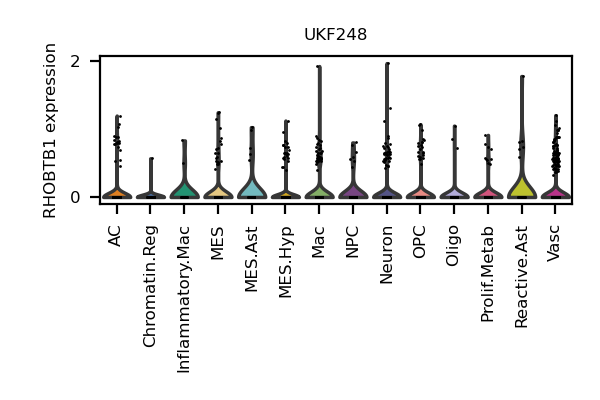 UKF248
RHOBTB1 expression
2
0
AC
Chromatin.Reg
Inflammatory.Mac
MES
MES.Ast
MES.Hyp
Mac
NPC
Neuron
OPC
Oligo
Prolif.Metab
Reactive.Ast
Vasc